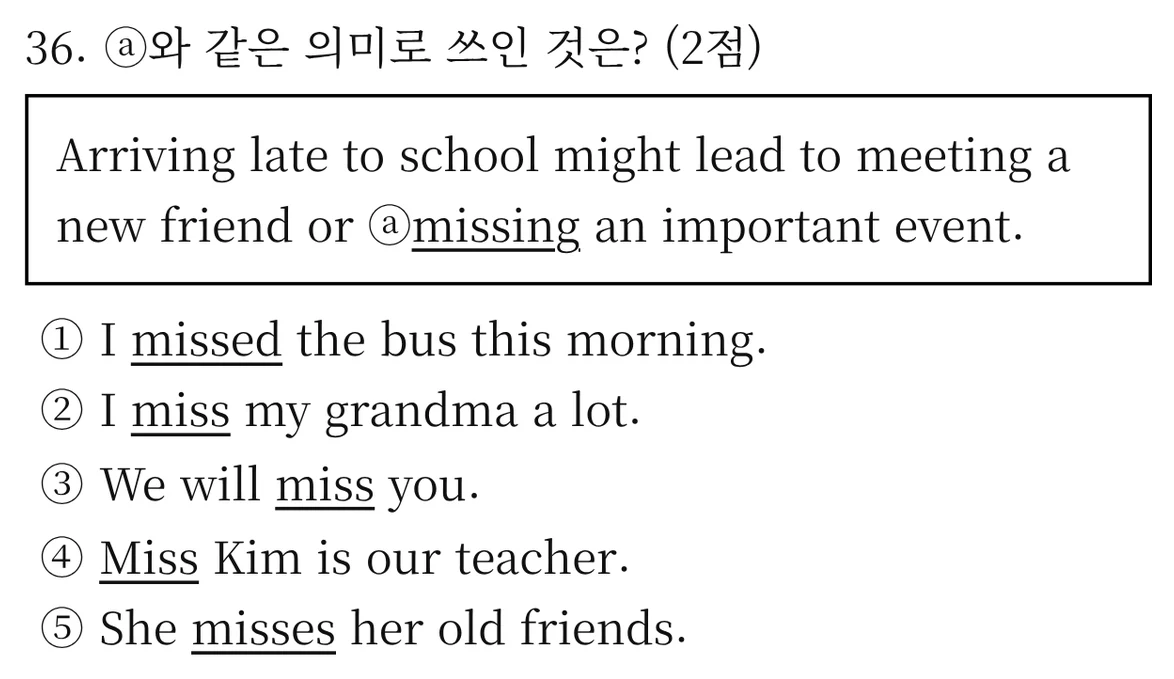 36. ⓐ와 같은 의미로 쓰인 것은? (2점)
Arriving late to school might lead to meeting a
new friend or ⓐmissing an important event.
① I missed the bus this morning.
② I miss my grandma a lot.
③ We will miss you.
④ Miss Kim is our teacher.
⑤ She misses her old friends.